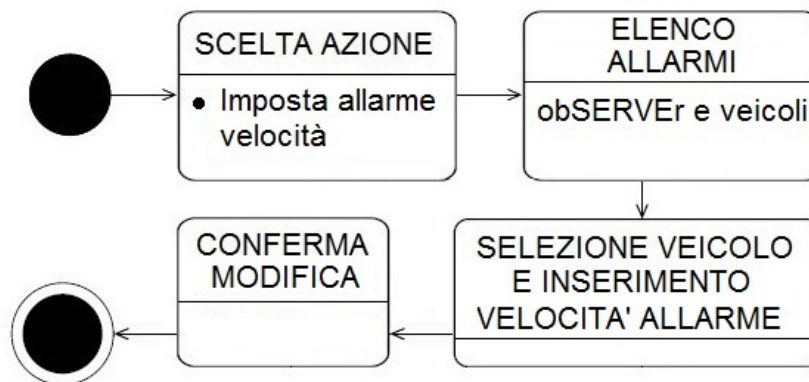 SCELTA AZIONE
• Imposta allarme
velocità
ELENCO
ALLARMI
obSERVEr e veicoli
SELEZIONE VEICOLO
E INSERIMENTO
VELOCITA' ALLARME
CONFERMA
MODIFICA